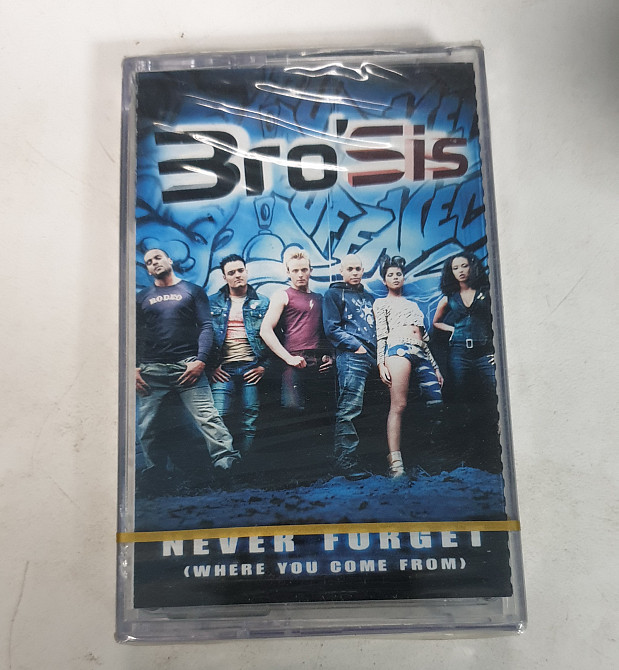 Bro'Sis
RODEO
NEVER FORGET
(WHERE YOU COME FROM)